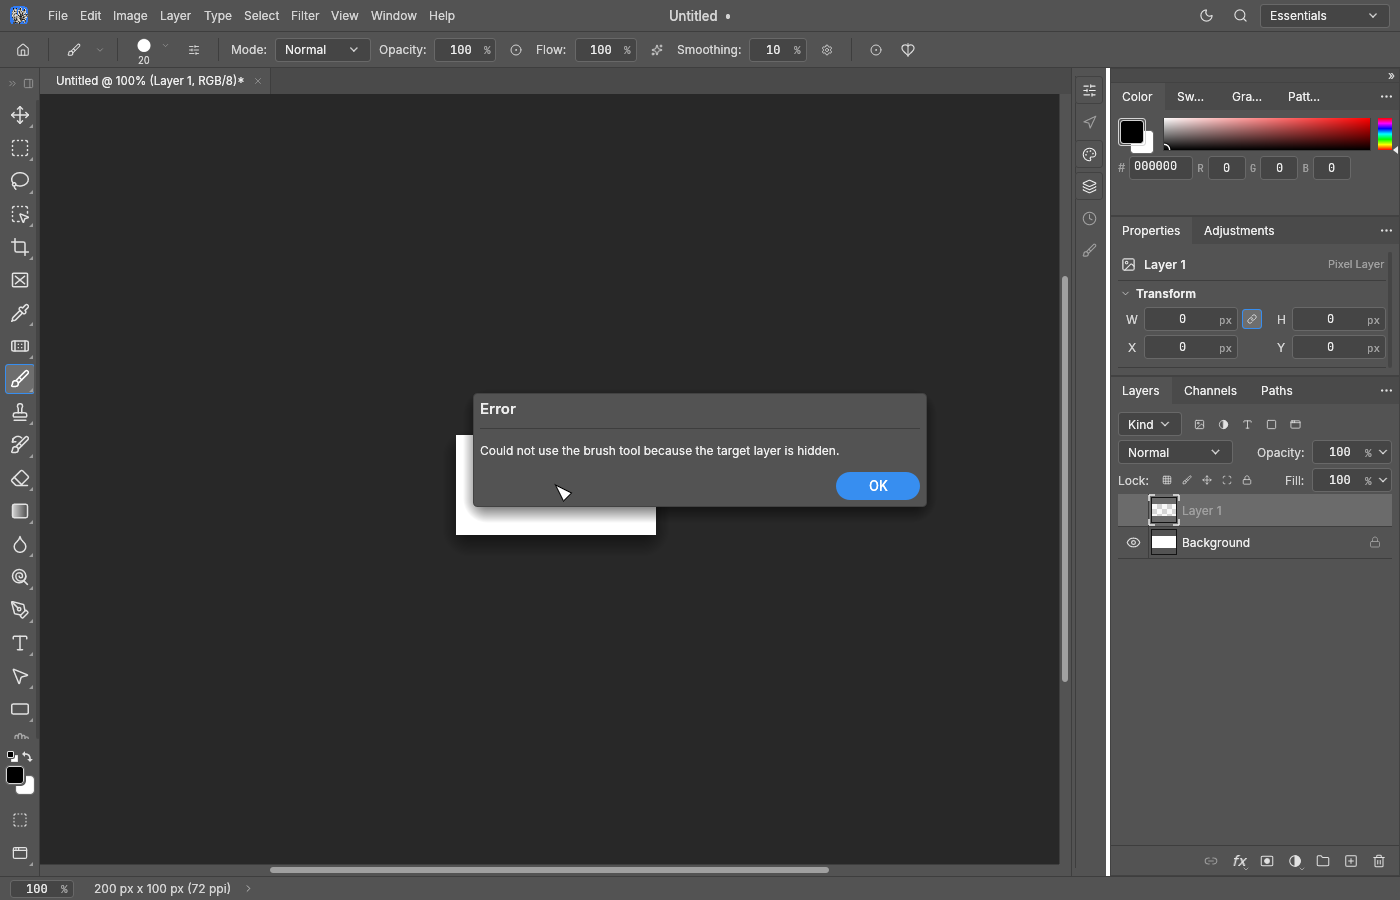 File Edit Image Layer Type Select Filter View Window Help
Untitled •
Essentials
20
Mode: Normal
Opacity: 100 %
Flow: 100 %
Smoothing: 10 %
Untitled @ 100% (Layer 1, RGB/8)*
Color Sw... Gra... Patt...
# 000000 R 0 G 0 B 0
Properties Adjustments
Layer 1 Pixel Layer
Transform
W 0 px H 0 px
X 0 px Y 0 px
Layers Channels Paths
Kind
Normal Opacity: 100 %
Lock: Fill: 100 %
Layer 1
Background
Error
Could not use the brush tool because the target layer is hidden.
OK
100 % 200 px x 100 px (72 ppi)